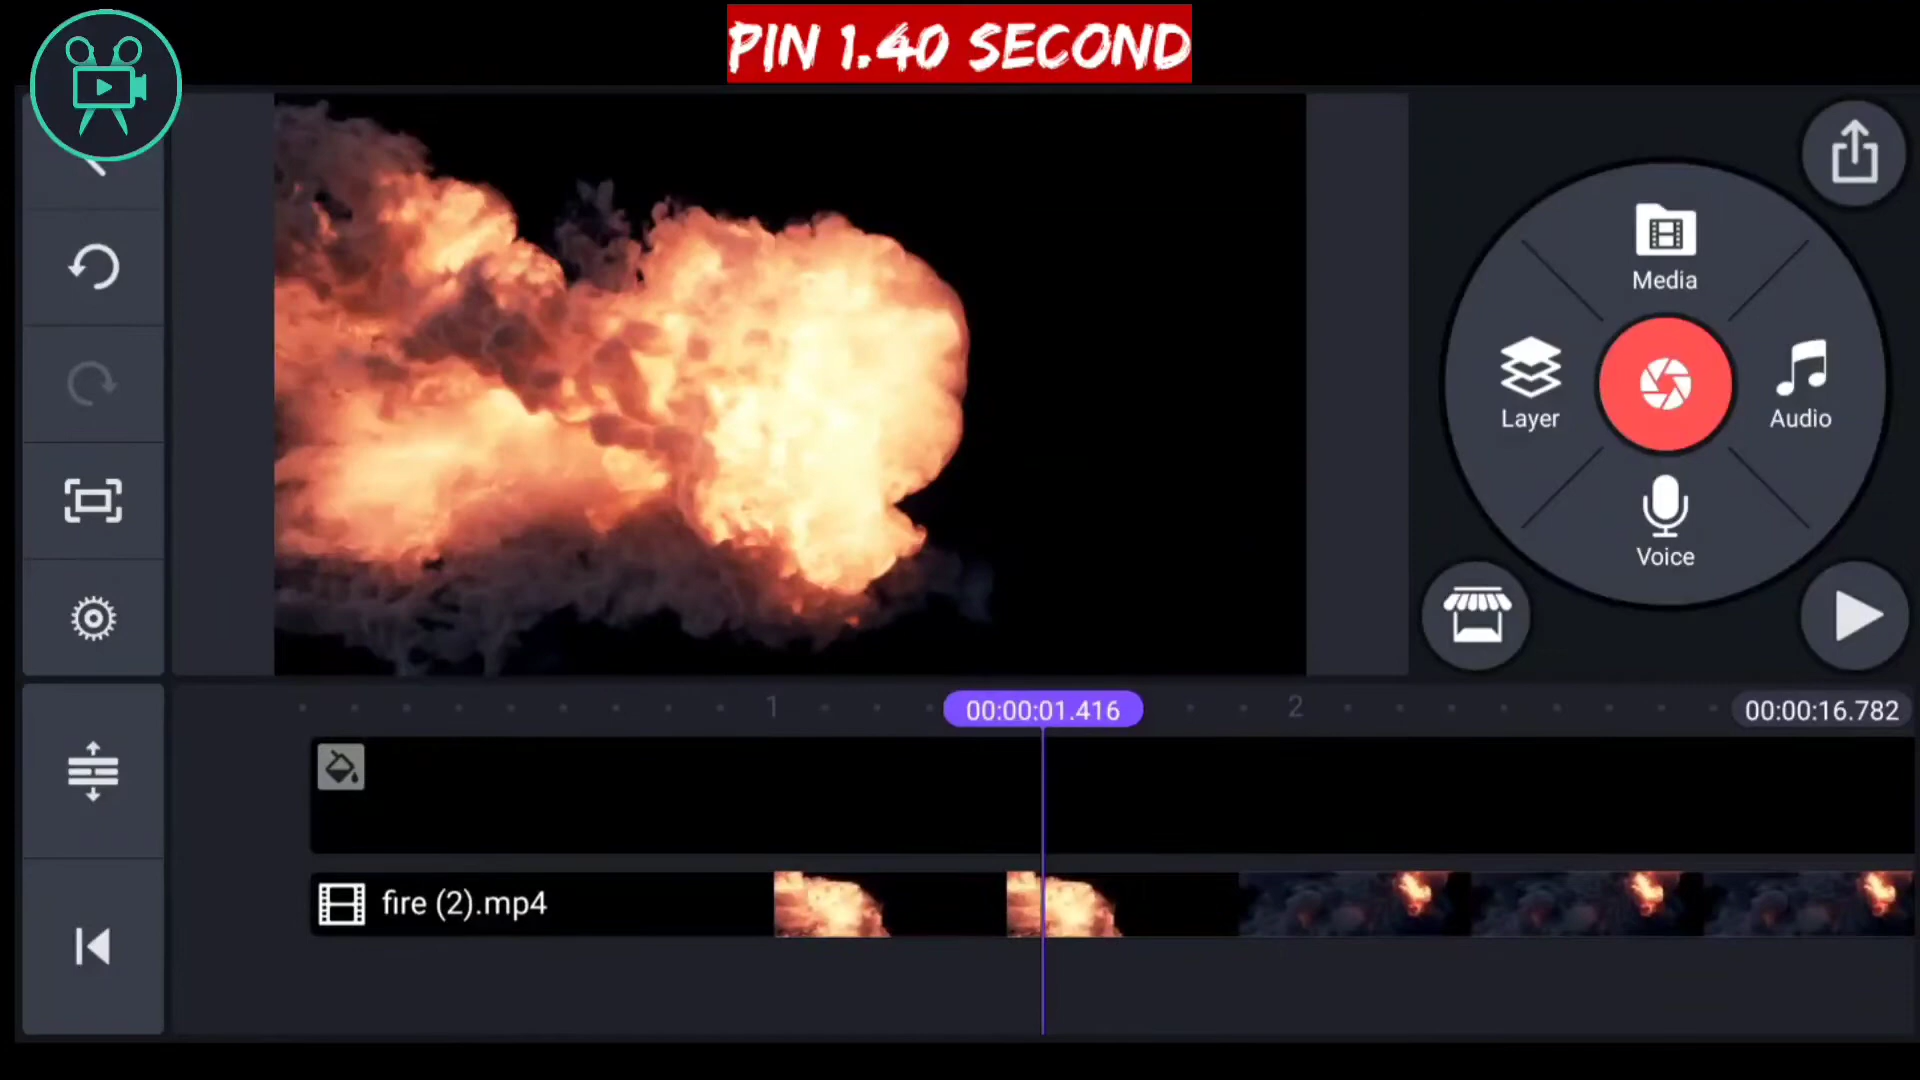 PIN 1.40 SECOND
Media
Layer
Audio
Voice
1
00:00:01.416
2
00:00:16.782
fire (2).mp4